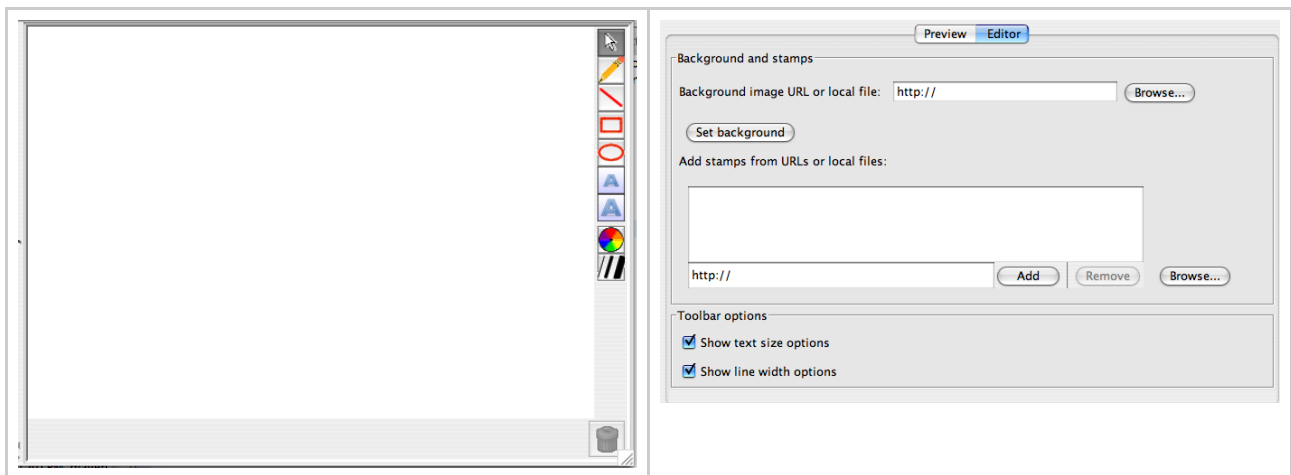 A
A
Preview Editor
Background and stamps
Background image URL or local file: http:// Browse...
Set background
Add stamps from URLs or local files:
http:// Add Remove Browse...
Toolbar options
Show text size options
Show line width options